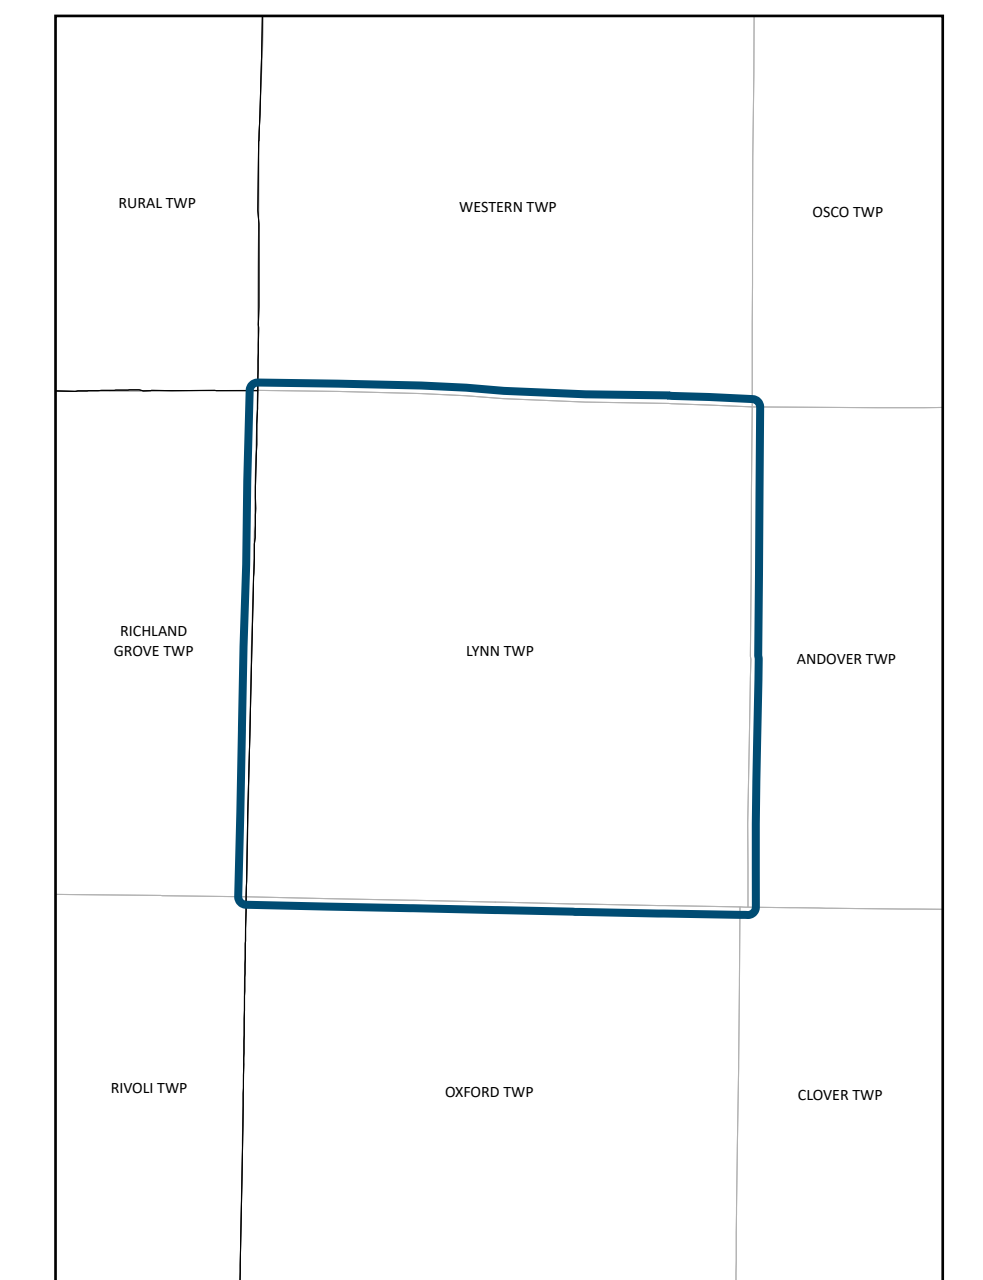 RURAL TWP
WESTERN TWP
OSCO TWP
RICHLAND
GROVE TWP
LYNN TWP
ANDOVER TWP
RIVOLI TWP
OXFORD TWP
CLOVER TWP